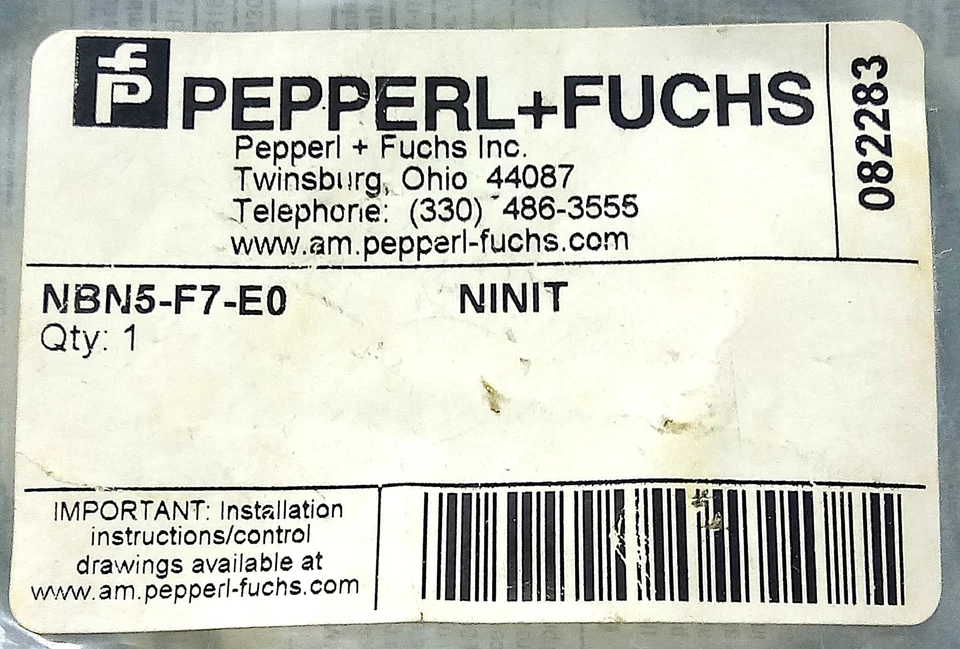 PEPPERL+FUCHS
Pepperl + Fuchs Inc.
Twinsburg, Ohio 44087
Telephone: (330) 486-3555
www.am.pepperl-fuchs.com
082283
NBN5-F7-E0 NINIT
Qty: 1
IMPORTANT: Installation
instructions/control
drawings available at
www.am.pepperl-fuchs.com